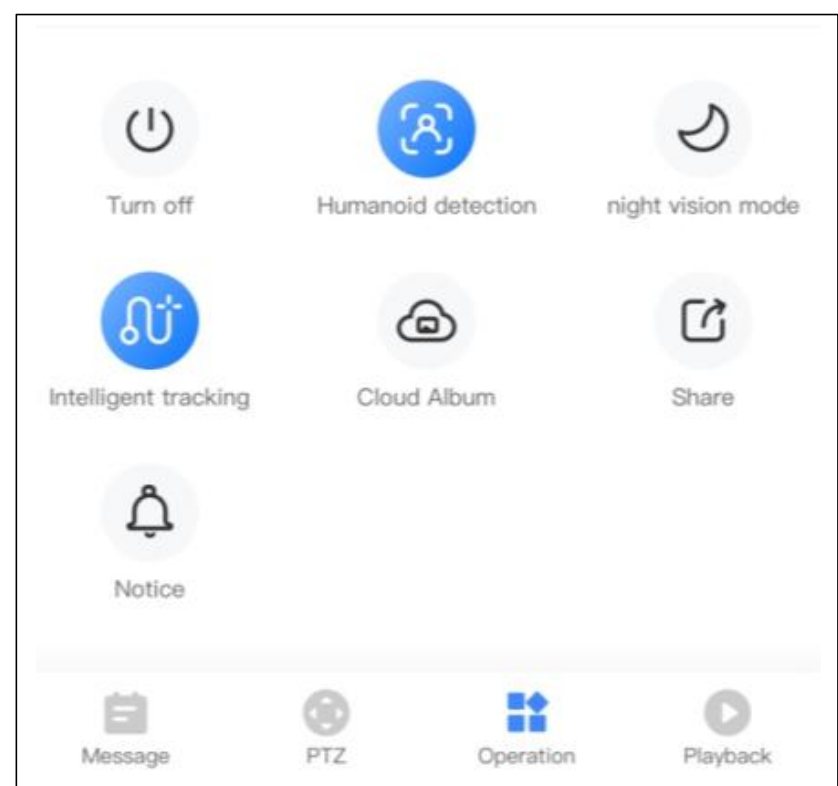 Turn off
Humanoid detection
night vision mode
Intelligent tracking
Cloud Album
Share
Notice
Message
PTZ
Operation
Playback